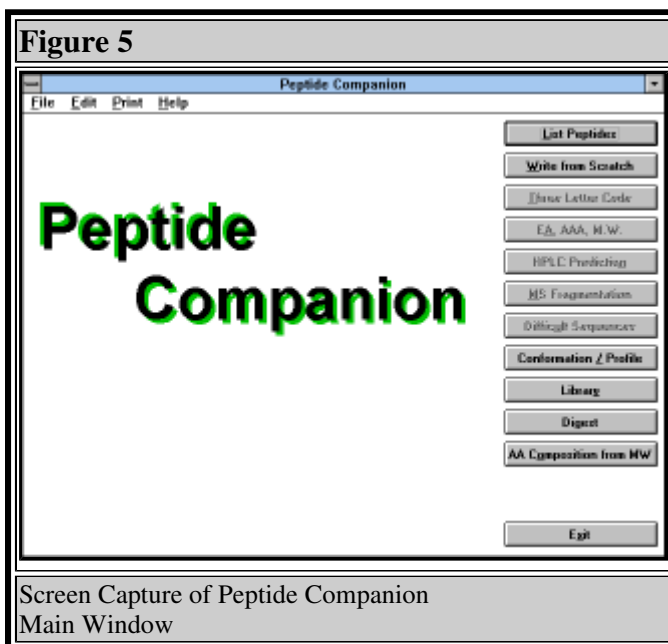 Figure 5
Peptide Companion
File Edit Print Help
List Peptides
Write from Scratch
Three Letter Code
EA, AAA, M.W.
HPLC Predicting
MS Fragmentation
Difficult Sequences
Conformation / Profile
Library
Digest
AA Composition from MW
Exit
Peptide
Companion
Screen Capture of Peptide Companion
Main Window